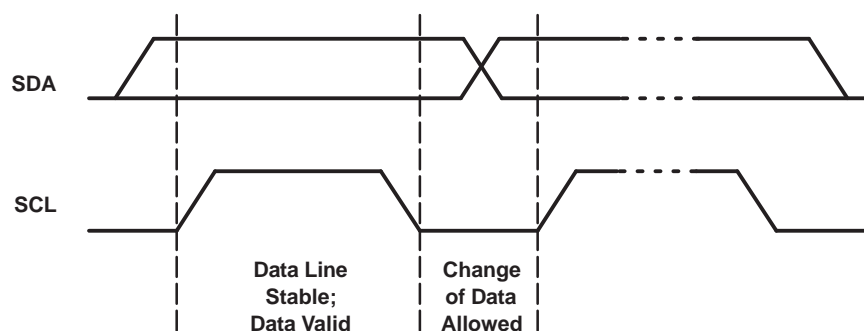 SDA
SCL
Data Line
Stable;
Data Valid
Change
of Data
Allowed